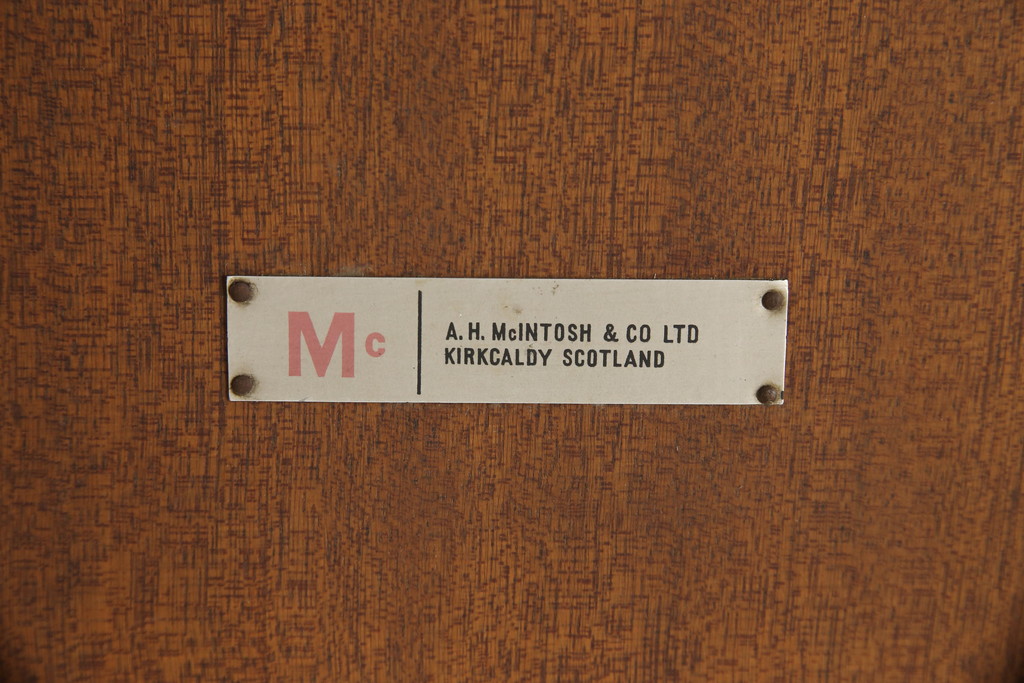 Mc
A. H. McINTOSH & CO LTD
KIRKCALDY SCOTLAND